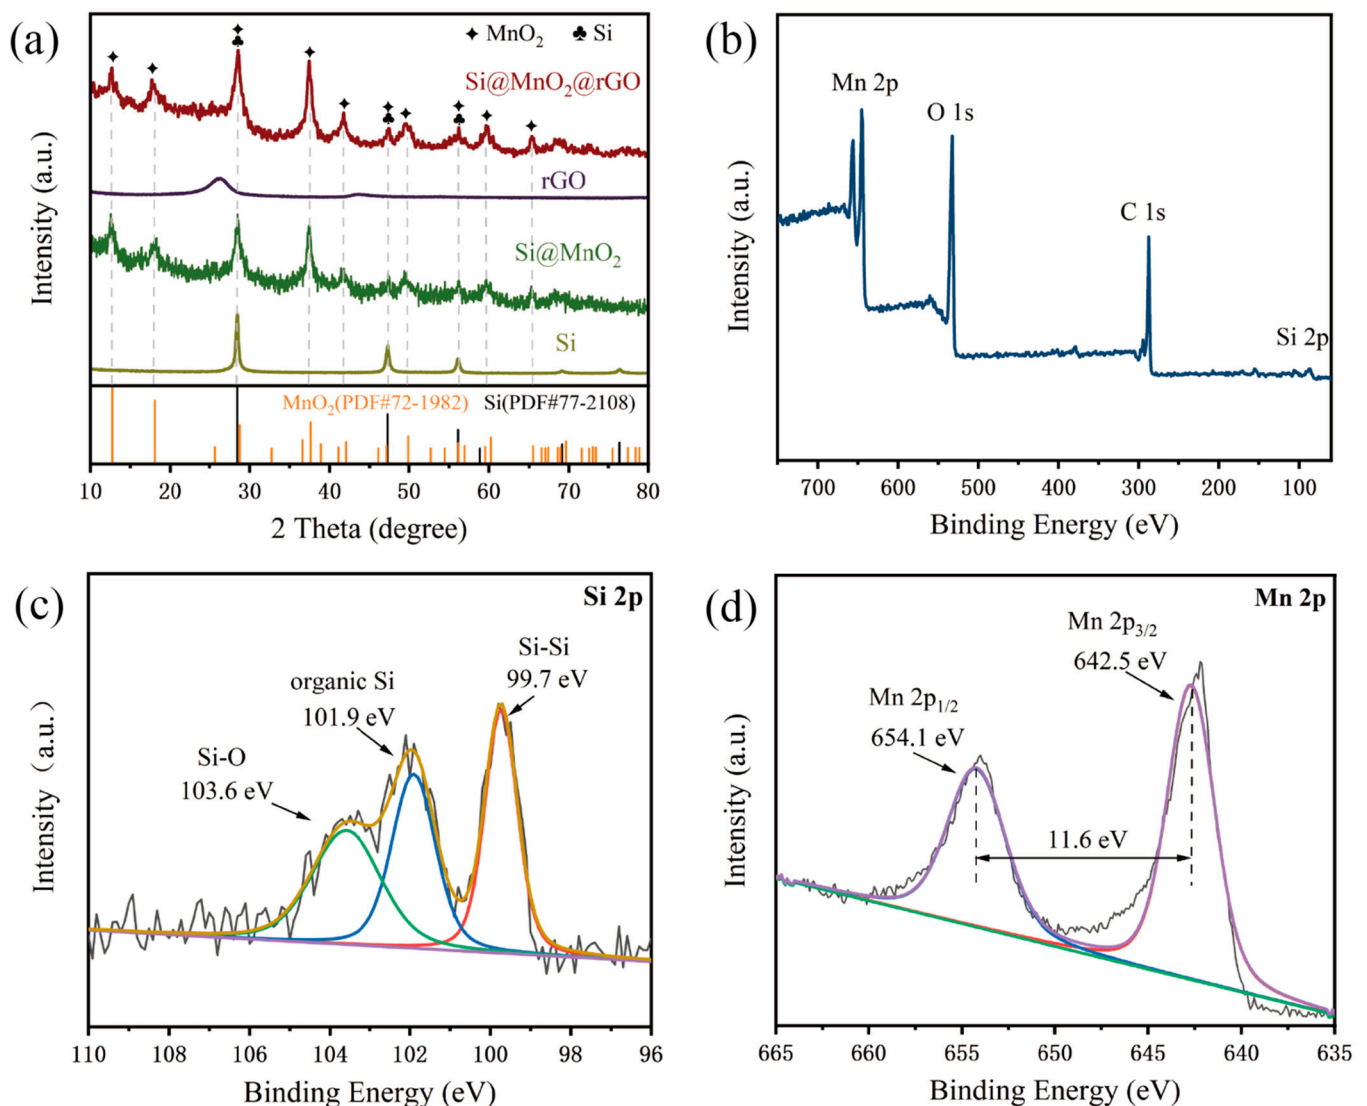 (a)
✦ MnO₂ ♣ Si
Si@MnO₂@rGO
rGO
Si@MnO₂
Si
MnO₂(PDF#72-1982) Si(PDF#77-2108)
10 20 30 40 50 60 70 80
2 Theta (degree)
Intensity (a.u.)
(b)
Mn 2p
O 1s
C 1s
Si 2p
700 600 500 400 300 200 100
Binding Energy (eV)
Intensity (a.u.)
(c)
Si 2p
Si-Si
99.7 eV
organic Si
101.9 eV
Si-O
103.6 eV
110 108 106 104 102 100 98 96
Binding Energy (eV)
Intensity ( a.u.)
(d)
Mn 2p
Mn 2p₃/₂
642.5 eV
Mn 2p₁/₂
654.1 eV
11.6 eV
665 660 655 650 645 640 635
Binding Energy (eV)
Intensity (a.u.)